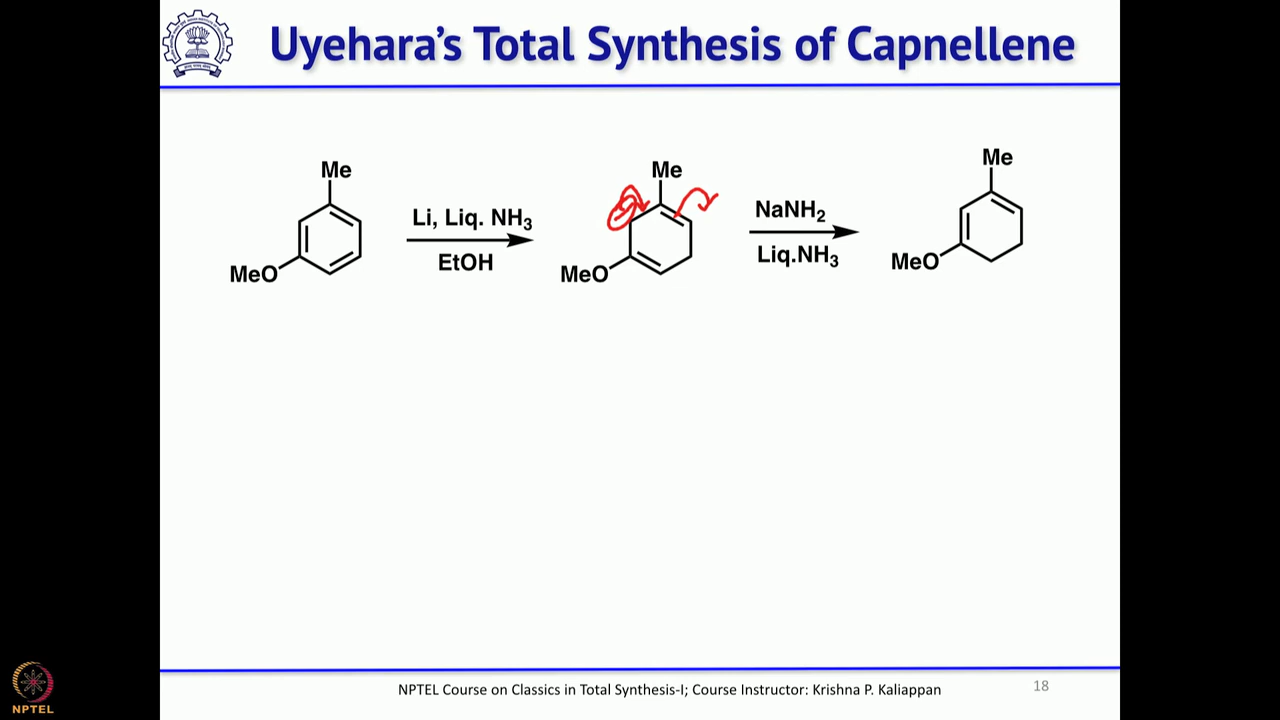 Uyehara's Total Synthesis of Capnellene
Me
MeO
Li, Liq. NH3
EtOH
Me
MeO
NaNH2
Liq.NH3
Me
MeO
NPTEL Course on Classics in Total Synthesis-I; Course Instructor: Krishna P. Kaliappan
18
NPTEL